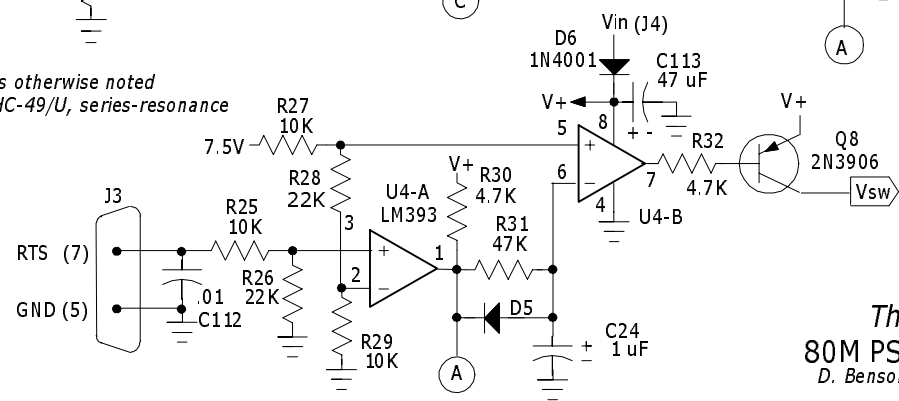 C
Vin (J4)
A
D6
1N4001
C113
47 uF
s otherwise noted
HC-49/U, series-resonance
V+
+ -
V+
R27
10K
7.5V
5
8
+
R32
4.7K
Q8
2N3906
V+
R30
4.7K
6
−
7
Vsw
R28
22K
U4-A
LM393
4
U4-B
J3
R25
10K
3
R31
47K
RTS (7)
+
1
R26
22K
2
−
.01
C112
D5
GND (5)
R29
10K
C24
1 uF
+
−
A
Th
80M PS
D. Benso